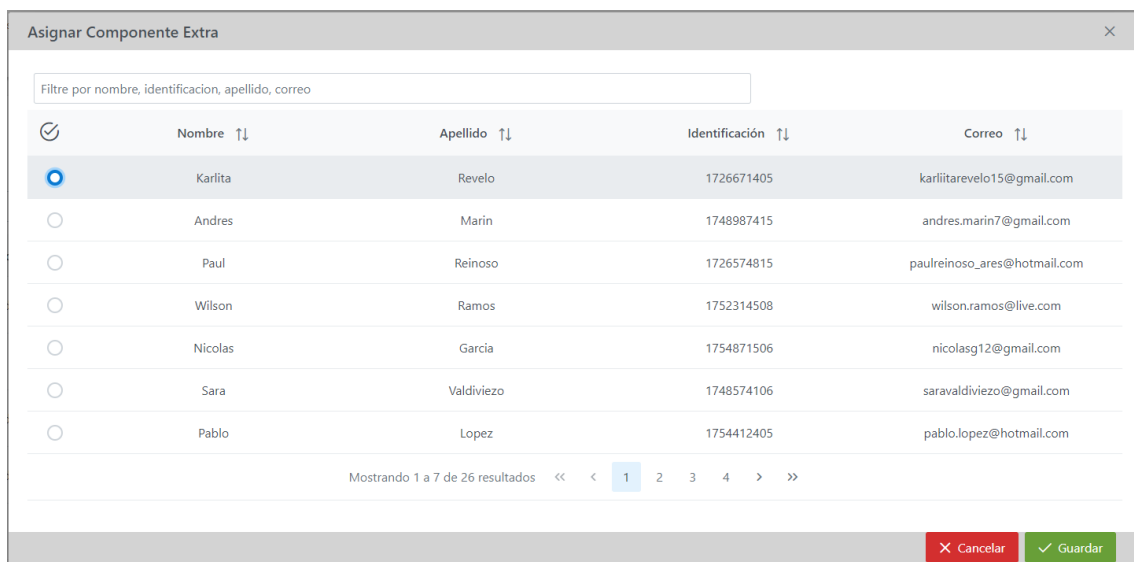 Asignar Componente Extra
Filtre por nombre, identificacion, apellido, correo
Nombre Apellido Identificación Correo
Karlita Revelo 1726671405 karliitarevelo15@gmail.com
Andres Marin 1748987415 andres.marin7@gmail.com
Paul Reinoso 1726574815 paulreinoso_ares@hotmail.com
Wilson Ramos 1752314508 wilson.ramos@live.com
Nicolas Garcia 1754871506 nicolasg12@gmail.com
Sara Valdiviezo 1748574106 saravaldiviezo@gmail.com
Pablo Lopez 1754412405 pablo.lopez@hotmail.com
Mostrando 1 a 7 de 26 resultados 1 2 3 4
Cancelar Guardar